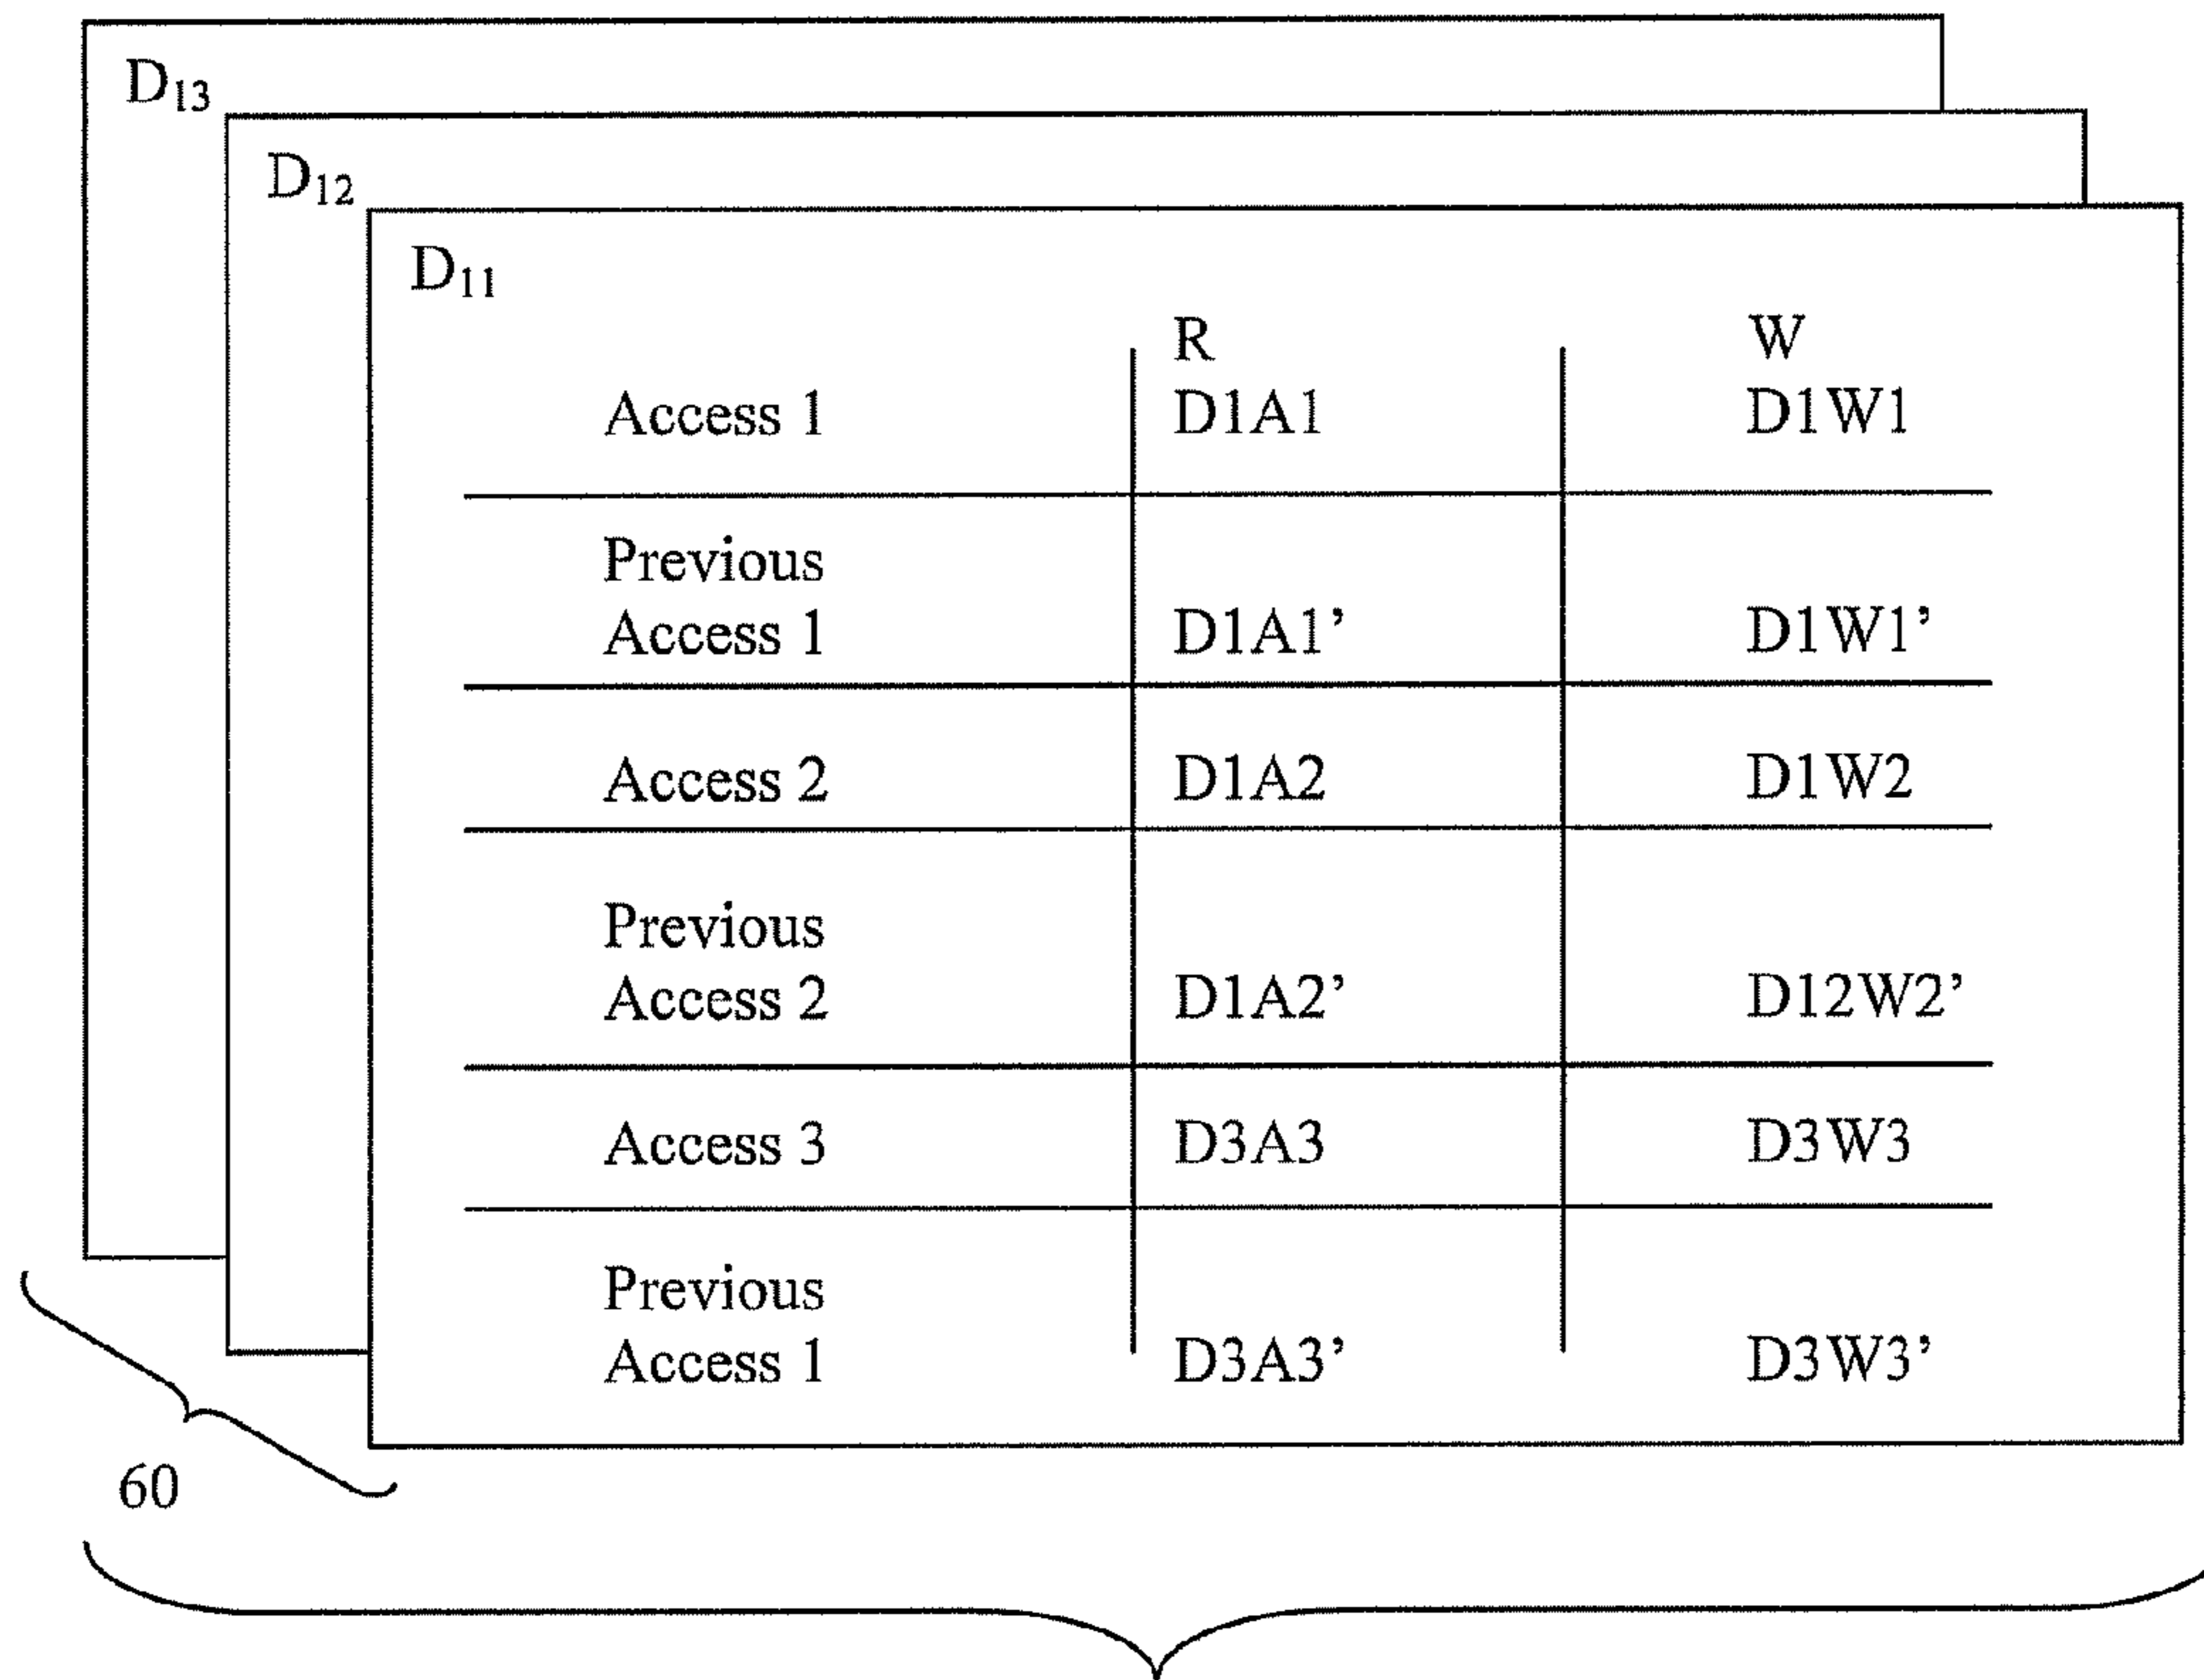 D13
D12
D11
R W
Access 1 D1A1 D1W1
Previous
Access 1 D1A1’ D1W1’
Access 2 D1A2 D1W2
Previous
Access 2 D1A2’ D12W2’
Access 3 D3A3 D3W3
Previous
Access 1 D3A3’ D3W3’
60